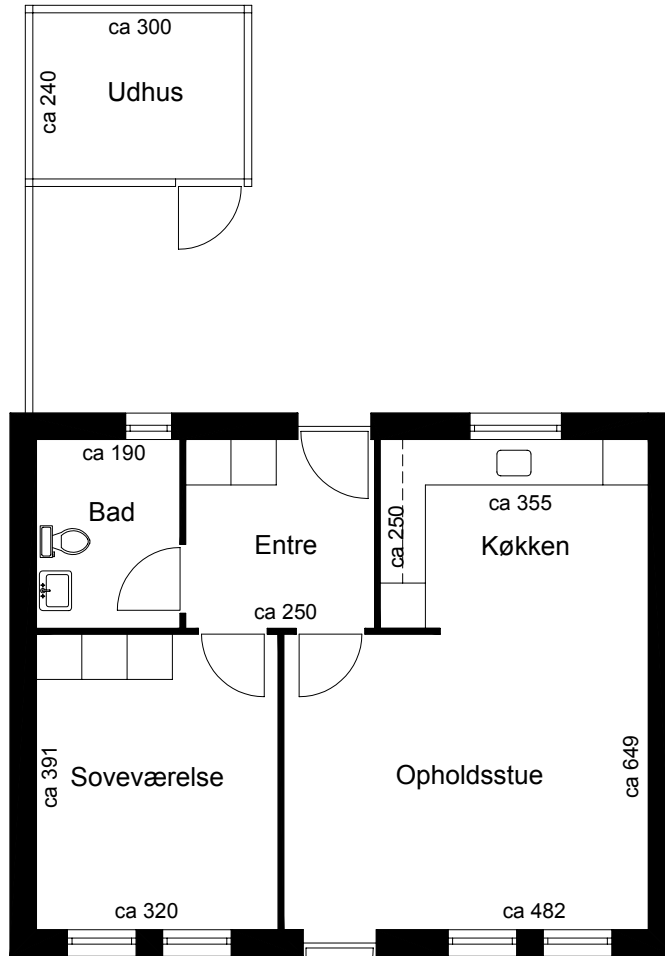 ca 300
ca 240
Udhus
ca 190
Bad
Entre
ca 250
ca 250
ca 355
Køkken
ca 391
Soveværelse
ca 320
Opholdsstue
ca 649
ca 482